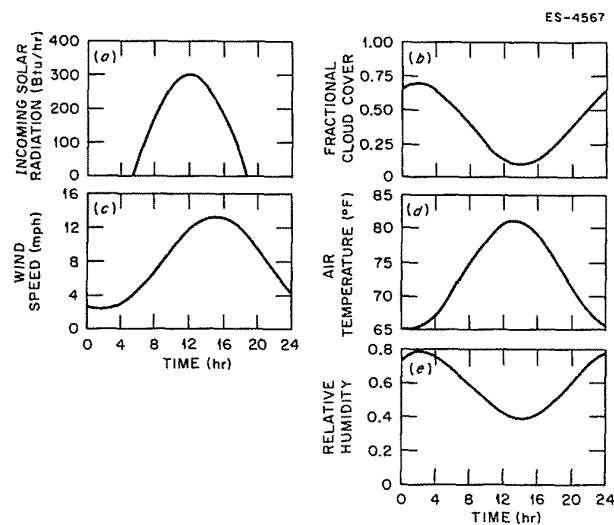 ES-4567
(a)
INCOMING SOLAR
RADIATION (Btu/hr)
400
300
200
100
0
(b)
FRACTIONAL
CLOUD COVER
1.00
0.75
0.50
0.25
0
(c)
WIND
SPEED (mph)
16
12
8
4
0
0 4 8 12 16 20 24
TIME (hr)
(d)
AIR
TEMPERATURE (°F)
85
80
75
70
65
(e)
RELATIVE
HUMIDITY
0.8
0.6
0.4
0.2
0
0 4 8 12 16 20 24
TIME (hr)